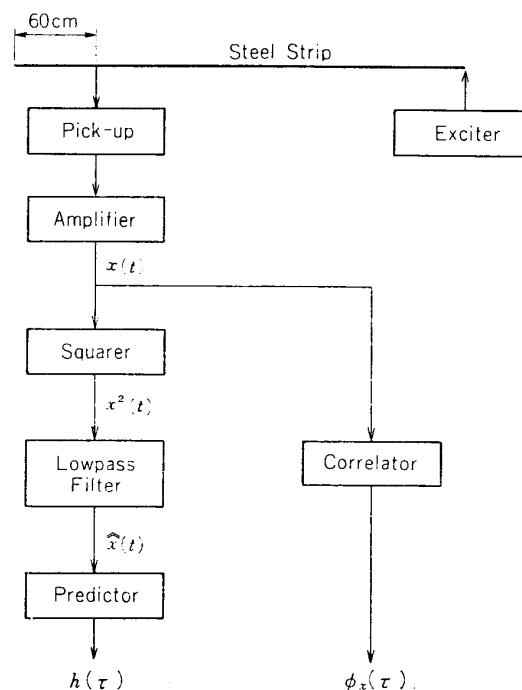 60cm
Steel Strip
Pick-up
Exciter
Amplifier
x(t)
Squarer
x²(t)
Lowpass
Filter
Correlator
x̂(t)
Predictor
h(τ)
ϕₓ(τ)